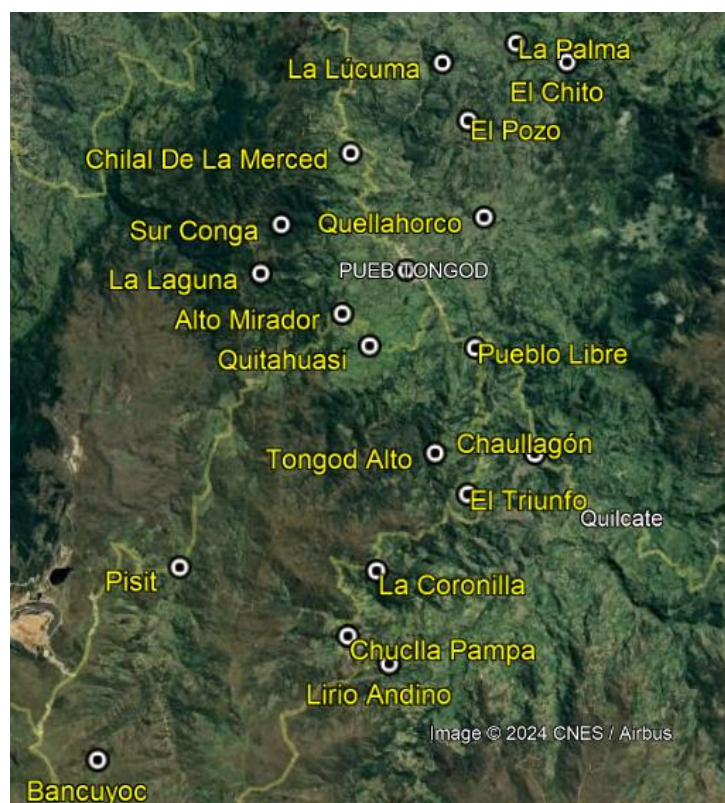 La Palma
La Lúcuma
El Chito
El Pozo
Chilal De La Merced
Quellahorco
Sur Conga
La Laguna
PUEB TONGOD
Alto Mirador
Quitahuasi
Pueblo Libre
Chaullagón
Tongod Alto
El Triunfo
Quilcate
Pisit
La Coronilla
Chuclla Pampa
Lirio Andino
Image © 2024 CNES / Airbus
Bancuyoc